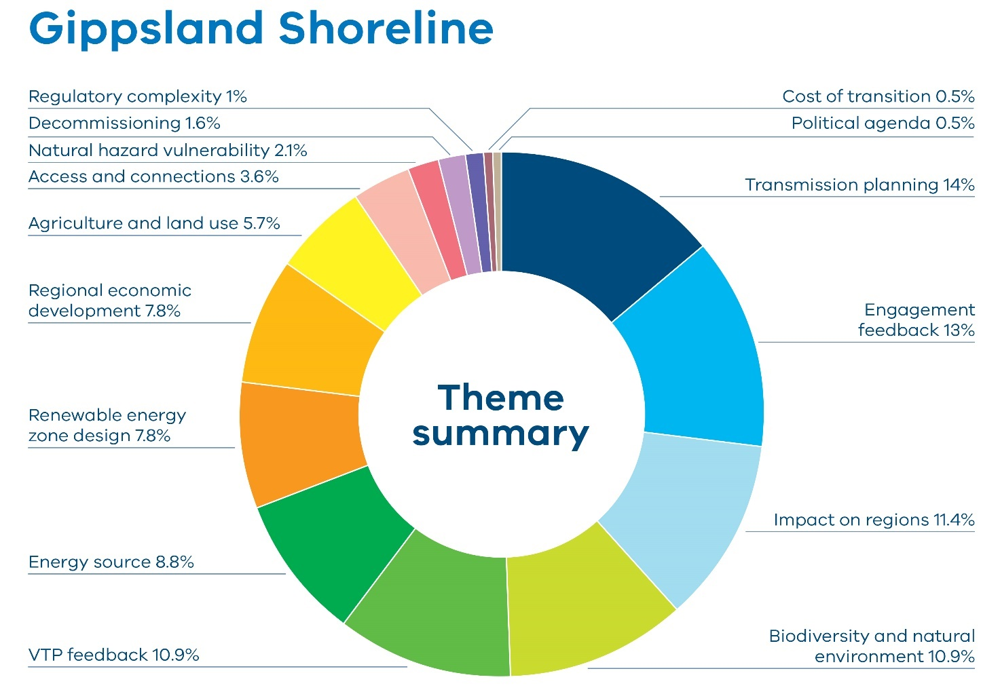 Gippsland Shoreline
Regulatory complexity 1%
Decommissioning 1.6%
Natural hazard vulnerability 2.1%
Access and connections 3.6%
Agriculture and land use 5.7%
Regional economic
development 7.8%
Renewable energy
zone design 7.8%
Energy source 8.8%
VTP feedback 10.9%
Theme
summary
Cost of transition 0.5%
Political agenda 0.5%
Transmission planning 14%
Engagement
feedback 13%
Impact on regions 11.4%
Biodiversity and natural
environment 10.9%